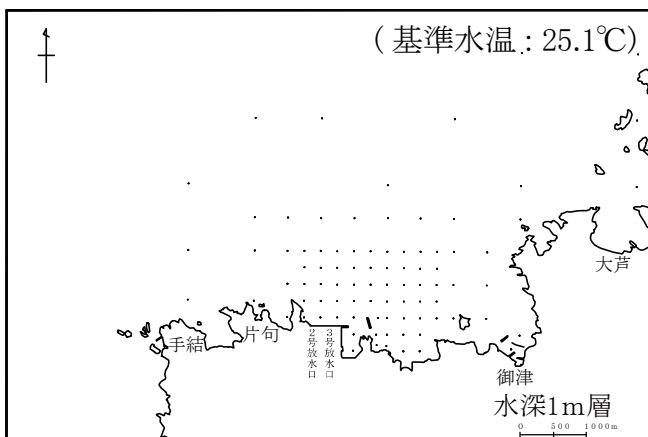 (基準水温:25.1℃)
大芦
手結
片句
2号放水口
3号放水口
御津
水深1m層
0 500 1000m